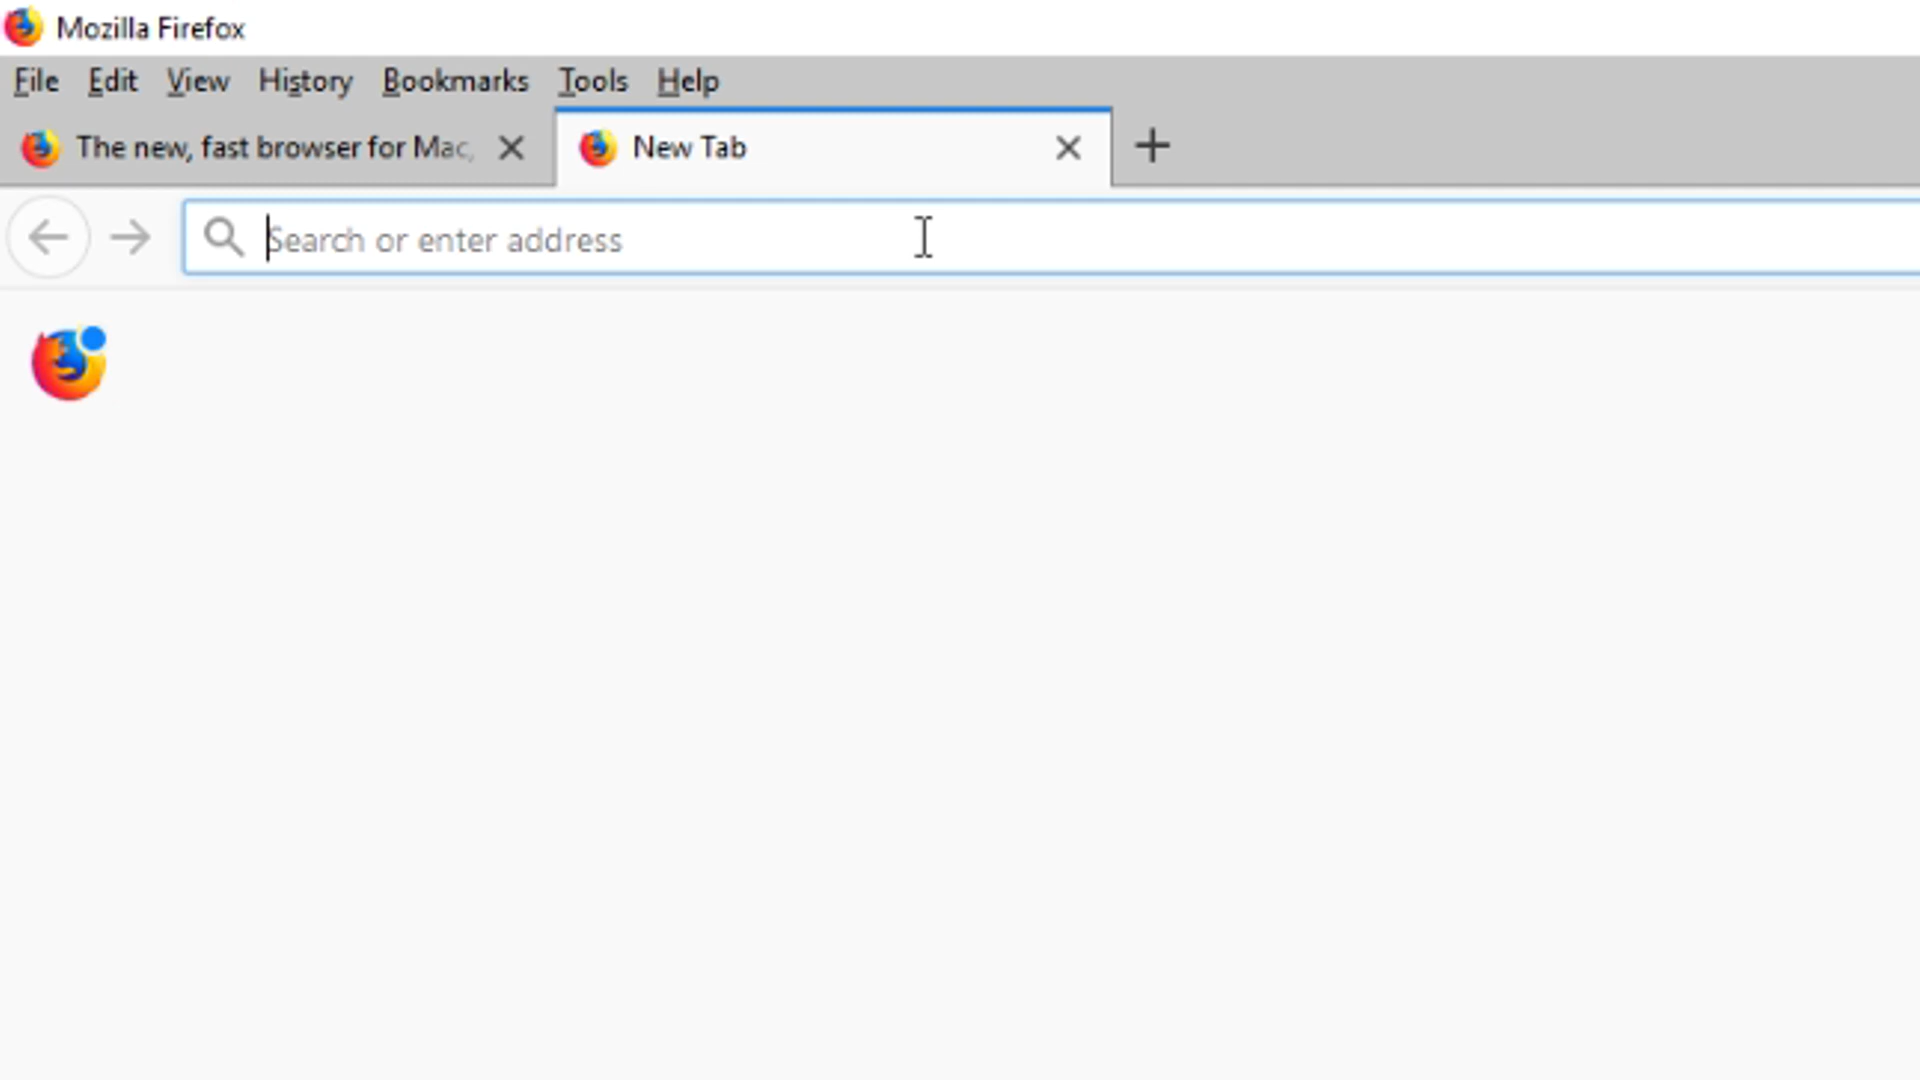 Mozilla Firefox
File Edit View History Bookmarks Tools Help
The new, fast browser for Mac, New Tab
Search or enter address